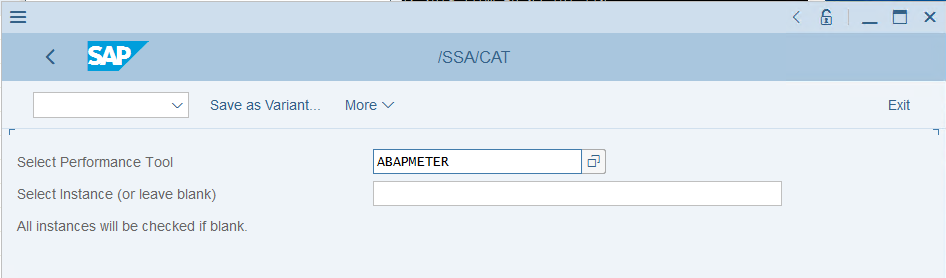 SAP
/SSA/CAT
Save as Variant... More Exit
Select Performance Tool ABAPMETER
Select Instance (or leave blank)
All instances will be checked if blank.